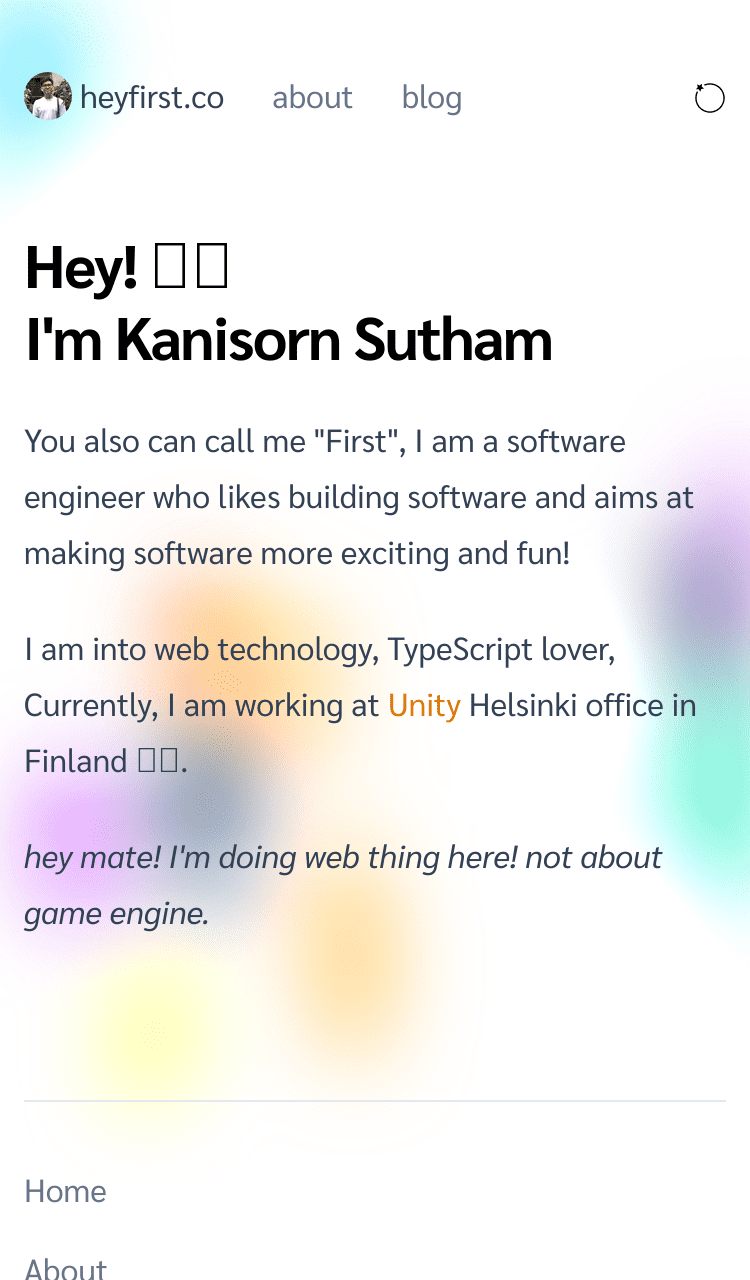 heyfirst.co about blog
Hey!
I'm Kanisorn Sutham
You also can call me "First", I am a software
engineer who likes building software and aims at
making software more exciting and fun!
I am into web technology, TypeScript lover,
Currently, I am working at Unity Helsinki office in
Finland .
hey mate! I'm doing web thing here! not about
game engine.
Home
About